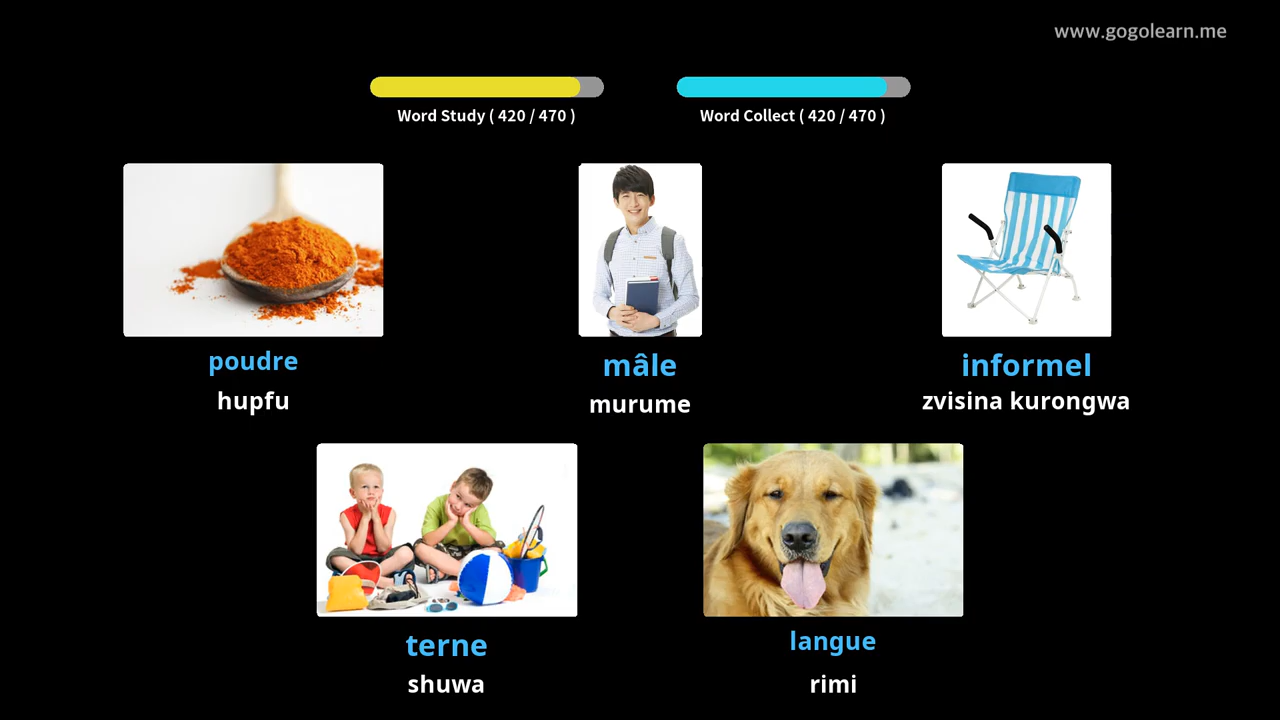 www.gogolearn.me
Word Study ( 420 / 470 )
Word Collect ( 420 / 470 )
poudre
hupfu
mâle
murume
informel
zvisina kurongwa
terne
shuwa
langue
rimi